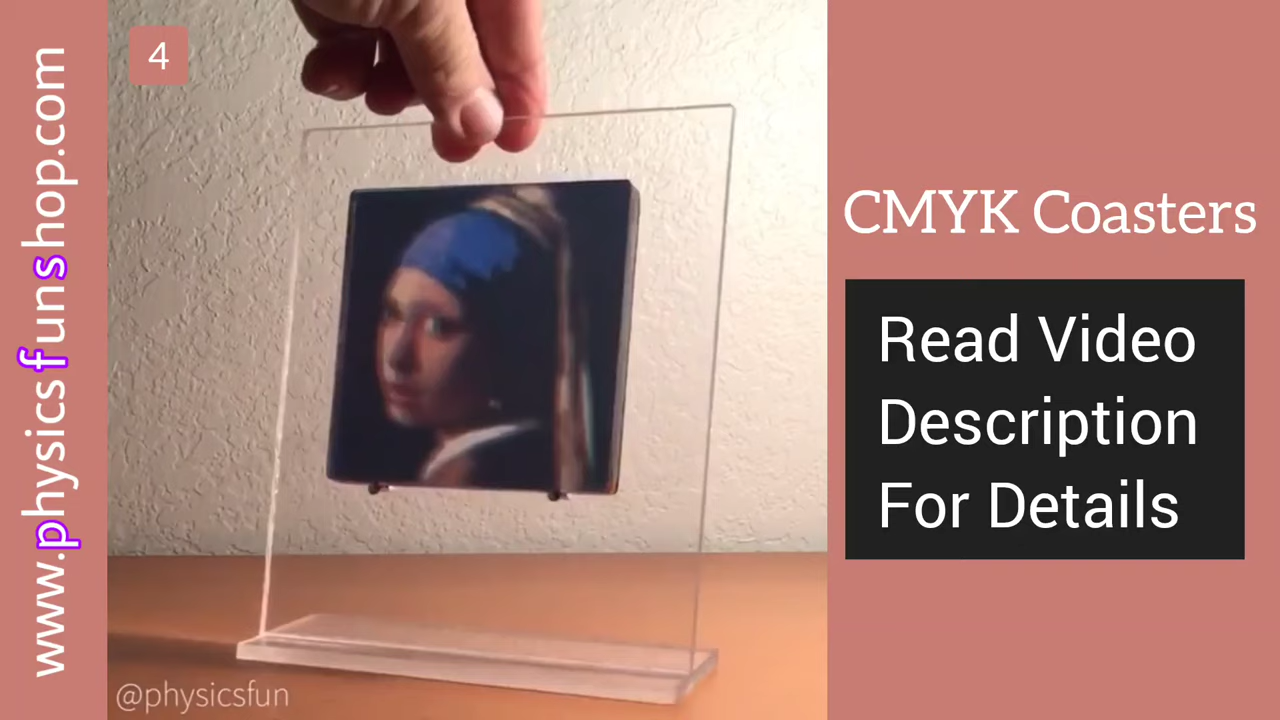 www.physicsfunshop.com
4
CMYK Coasters
Read Video
Description
For Details
@physicsfun